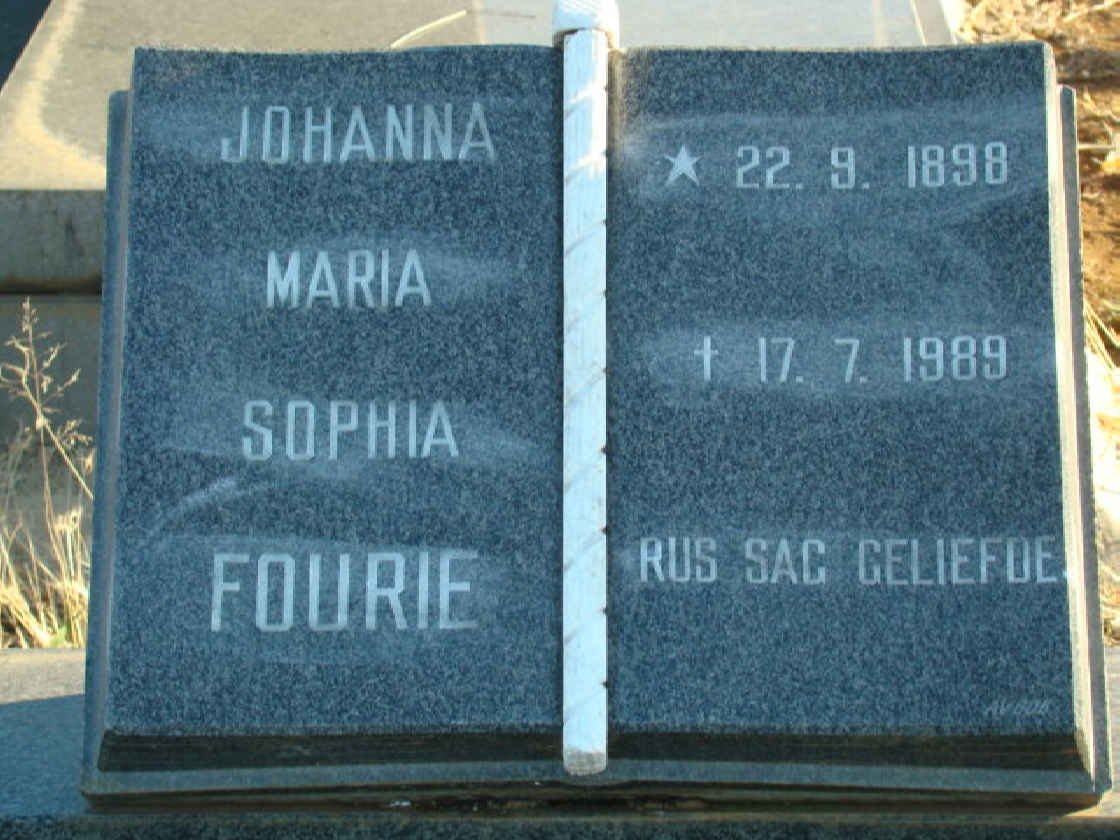 JOHANNA
MARIA
SOPHIA
FOURIE
★ 22. 9. 1898
† 17. 7. 1989
RUS SAG GELIEFDE.